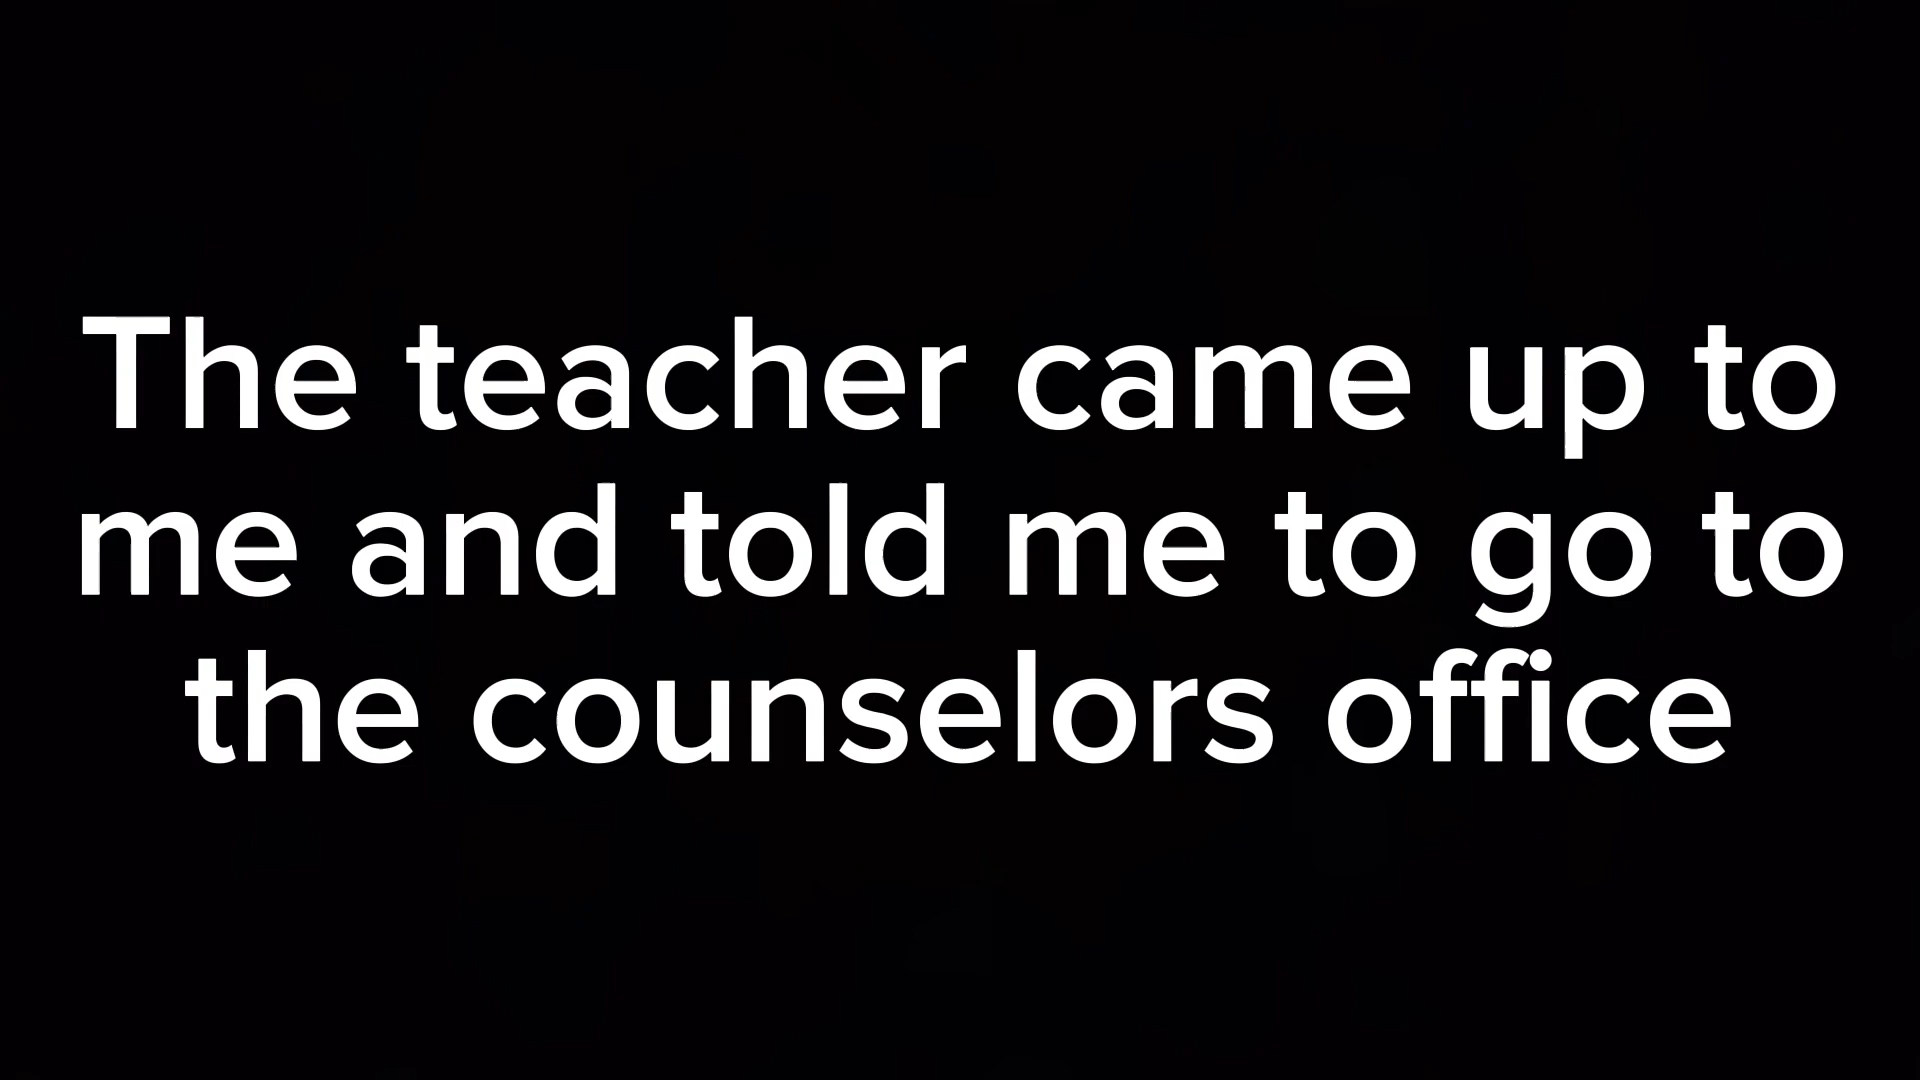 The teacher came up to
me and told me to go to
the counselors office